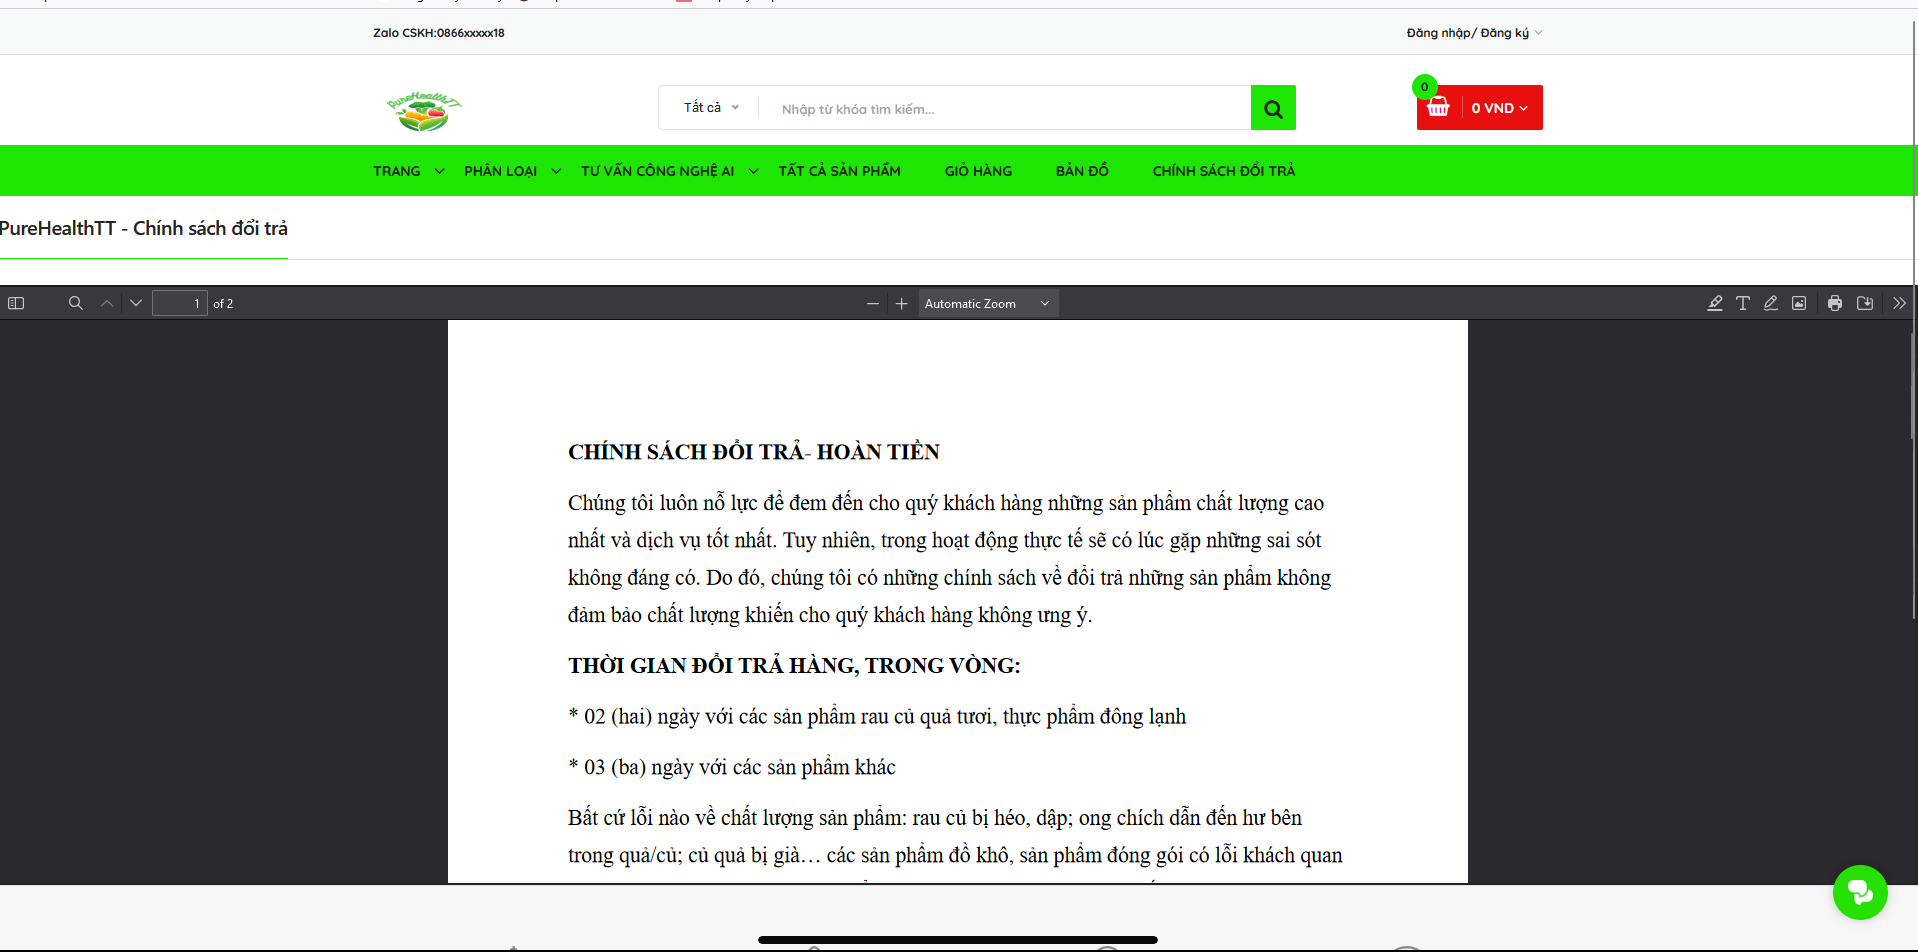 Zalo CSKH:0866xxxxx18
Đăng nhập/ Đăng ký
PureHealthTT
Tất cả
Nhập từ khóa tìm kiếm...
0
0 VND
TRANG
PHÂN LOẠI
TƯ VẤN CÔNG NGHỆ AI
TẤT CẢ SẢN PHẨM
GIỎ HÀNG
BẢN ĐỒ
CHÍNH SÁCH ĐỔI TRẢ
PureHealthTT - Chính sách đổi trả
1 of 2
Automatic Zoom
CHÍNH SÁCH ĐỔI TRẢ- HOÀN TIỀN
Chúng tôi luôn nỗ lực để đem đến cho quý khách hàng những sản phẩm chất lượng cao
nhất và dịch vụ tốt nhất. Tuy nhiên, trong hoạt động thực tế sẽ có lúc gặp những sai sót
không đáng có. Do đó, chúng tôi có những chính sách về đổi trả những sản phẩm không
đảm bảo chất lượng khiến cho quý khách hàng không ưng ý.
THỜI GIAN ĐỔI TRẢ HÀNG, TRONG VÒNG:
* 02 (hai) ngày với các sản phẩm rau củ quả tươi, thực phẩm đông lạnh
* 03 (ba) ngày với các sản phẩm khác
Bất cứ lỗi nào về chất lượng sản phẩm: rau củ bị héo, dập; ong chích dẫn đến hư bên
trong quả/củ; củ quả bị già… các sản phẩm đồ khô, sản phẩm đóng gói có lỗi khách quan